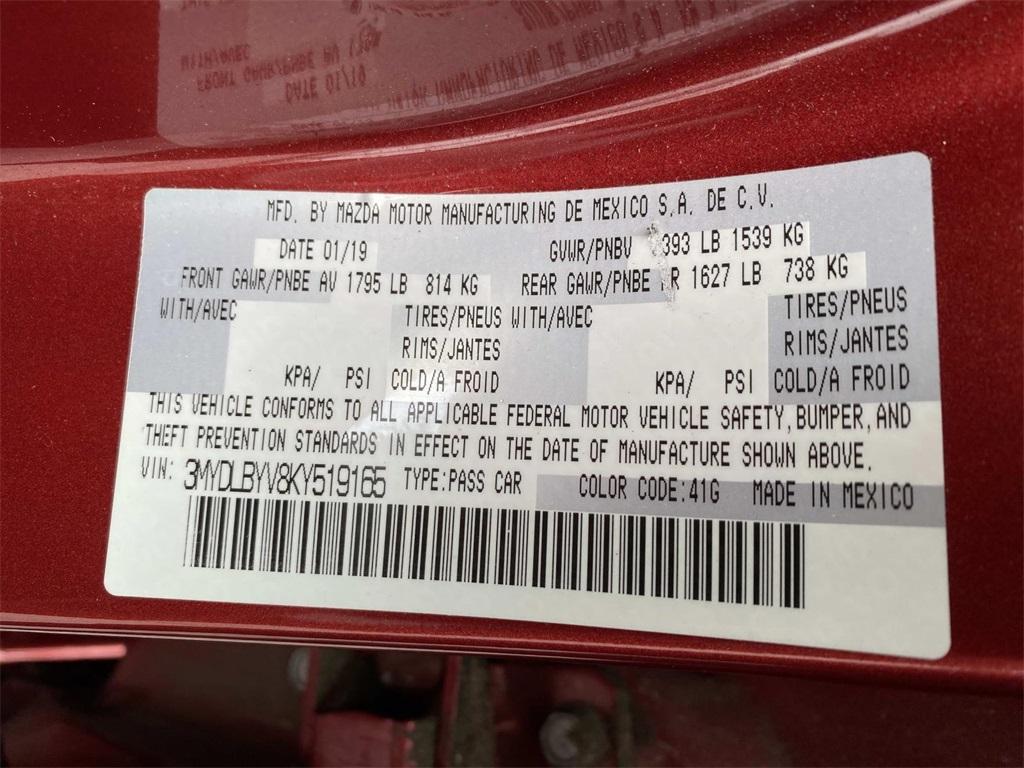 MFD. BY MAZDA MOTOR MANUFACTURING DE MEXICO S.A. DE C.V.
DATE 01/19 GVWR/PNBV 393 LB 1539 KG
FRONT GAWR/PNBE AV 1795 LB 814 KG REAR GAWR/PNBE R 1627 LB 738 KG
WITH/AVEC TIRES/PNEUS WITH/AVEC TIRES/PNEUS
RIMS/JANTES RIMS/JANTES
KPA/ PSI COLD/A FROID KPA/ PSI COLD/A FROID
THIS VEHICLE CONFORMS TO ALL APPLICABLE FEDERAL MOTOR VEHICLE SAFETY, BUMPER, AND
THEFT PREVENTION STANDARDS IN EFFECT ON THE DATE OF MANUFACTURE SHOWN ABOVE.
VIN: 3MYDLBYV8KY519165 TYPE:PASS CAR COLOR CODE:41G MADE IN MEXICO